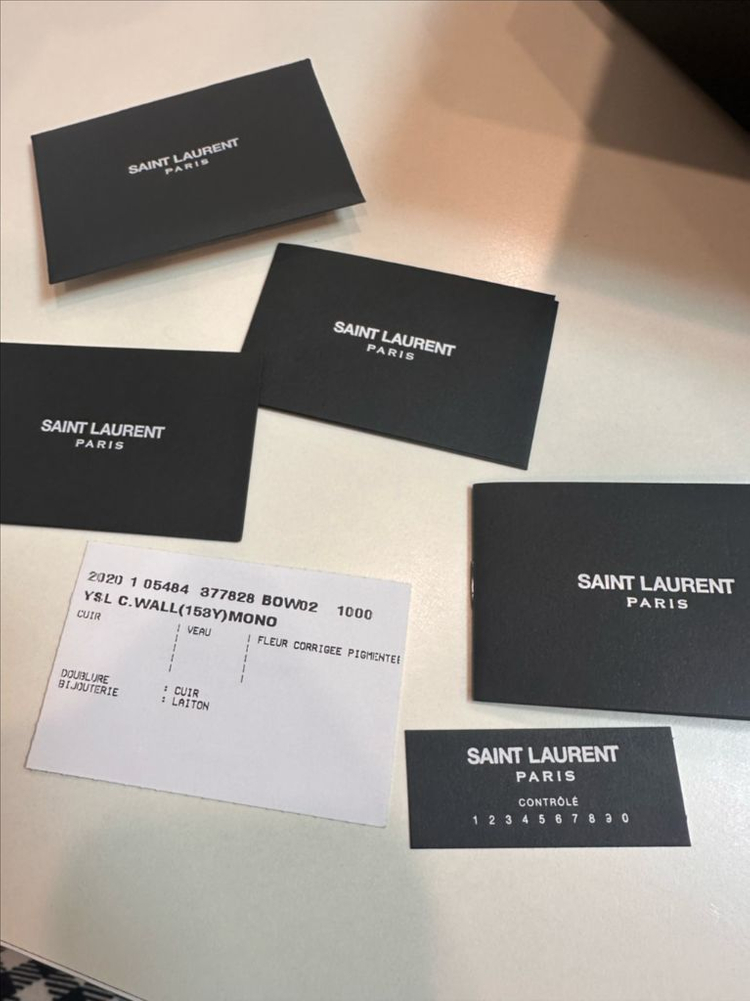 SAINT LAURENT
PARIS
SAINT LAURENT
PARIS
SAINT LAURENT
PARIS
2020 1 05484 377828 BOW02 1000
YSL C.WALL(153Y)MONO
CUIR | VEAU | FLEUR CORRIGEE PIGMENTEE
DOUBLURE : CUIR
BIJOUTERIE : LAITON
SAINT LAURENT
PARIS
SAINT LAURENT
PARIS
CONTRÔLÉ
1 2 3 4 5 6 7 8 9 0